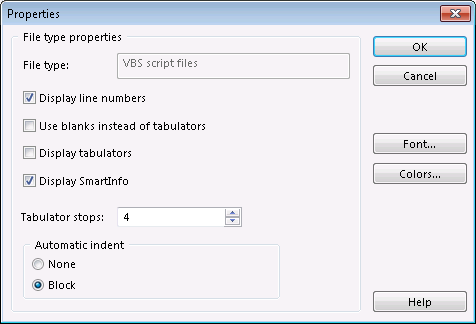 Properties
File type properties
File type: VBS script files
Display line numbers
Use blanks instead of tabulators
Display tabulators
Display SmartInfo
Tabulator stops: 4
Automatic indent
None
Block
OK
Cancel
Font...
Colors...
Help